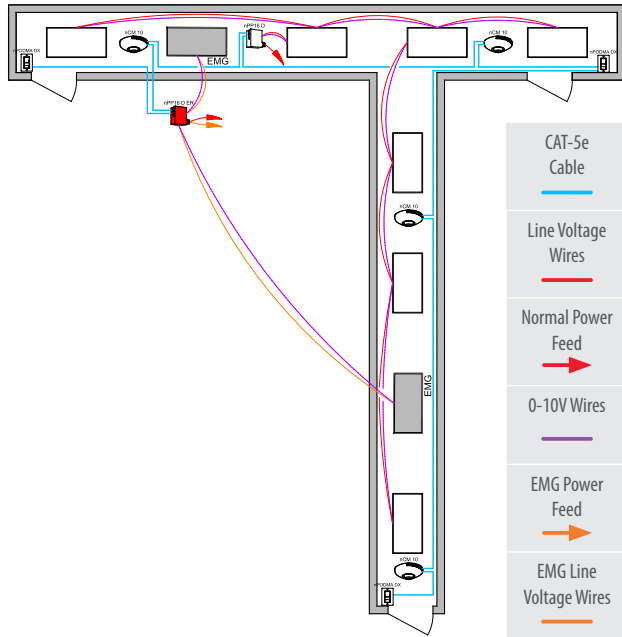 nPODMA DX
nCM 10
EMG
nPP16 D
nCM 10
nPODMA DX
nPP16 D ER
nCM 10
EMG
nCM 10
nPODMA DX
CAT-5e
Cable
Line Voltage
Wires
Normal Power
Feed
0-10V Wires
EMG Power
Feed
EMG Line
Voltage Wires